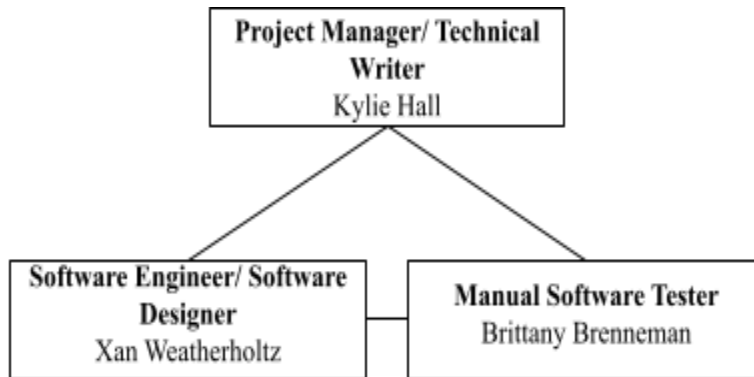 Project Manager/ Technical
Writer
Kylie Hall
Software Engineer/ Software
Designer
Xan Weatherholtz
Manual Software Tester
Brittany Brenneman